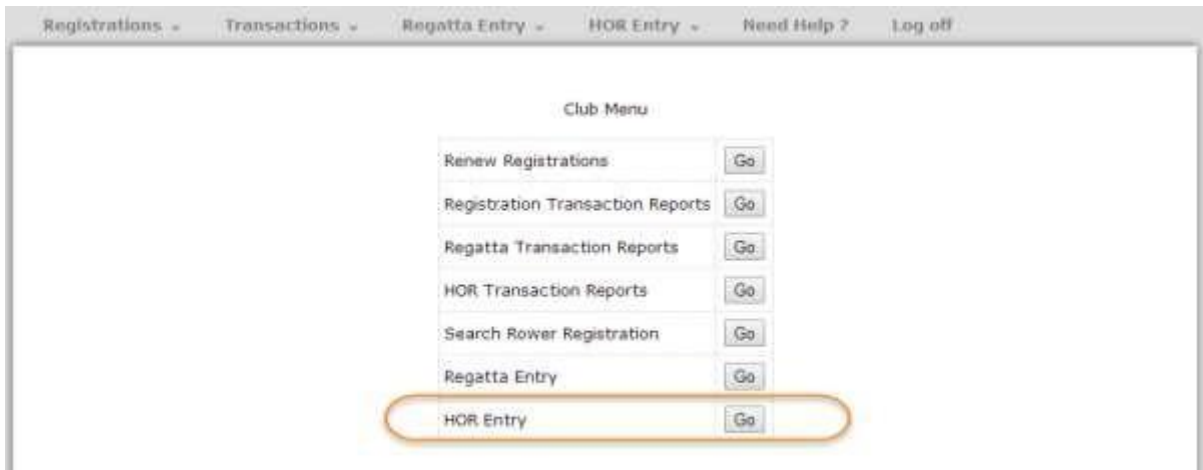 Registrations Transactions Regatta Entry HOR Entry Need Help ? Log off
Club Menu
Renew Registrations Go
Registration Transaction Reports Go
Regatta Transaction Reports Go
HOR Transaction Reports Go
Search Rower Registration Go
Regatta Entry Go
HOR Entry Go